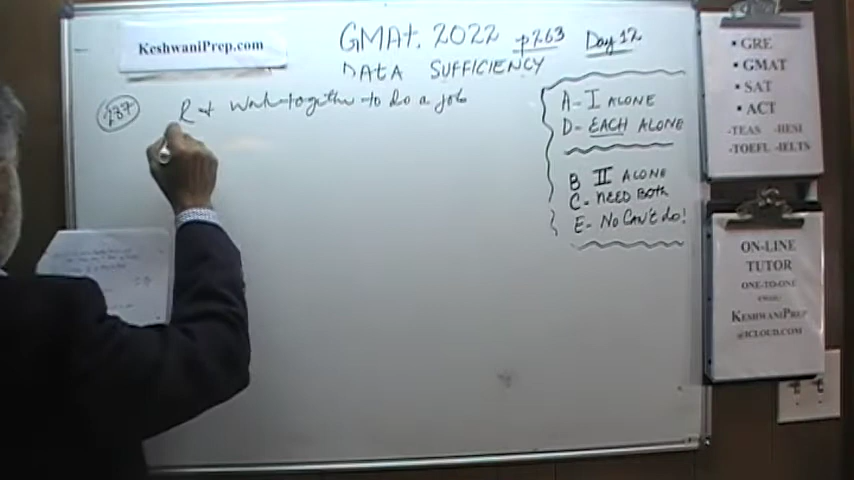 KeshwaniPrep.com
GMAT. 2022 p263 Day 12
DATA SUFFICIENCY
237 R & Work together to do a job
A- I ALONE
D- EACH ALONE
B II ALONE
C- NEED BOTH
E- No CAN'T do!
• GRE
• GMAT
• SAT
• ACT
-TEAS -HESI
-TOEFL -IELTS
ON-LINE
TUTOR
ONE-TO-ONE
KESHWANIPREP
@ICLOUD.COM